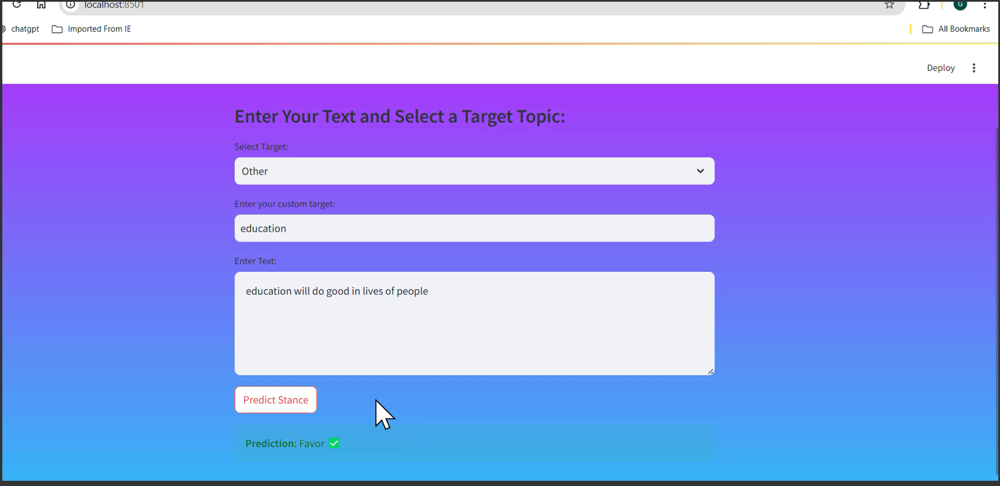 localhost:8501
G
chatgpt
Imported From IE
All Bookmarks
Deploy
Enter Your Text and Select a Target Topic:
Select Target:
Other
Enter your custom target:
education
Enter Text:
education will do good in lives of people
Predict Stance
Prediction: Favor